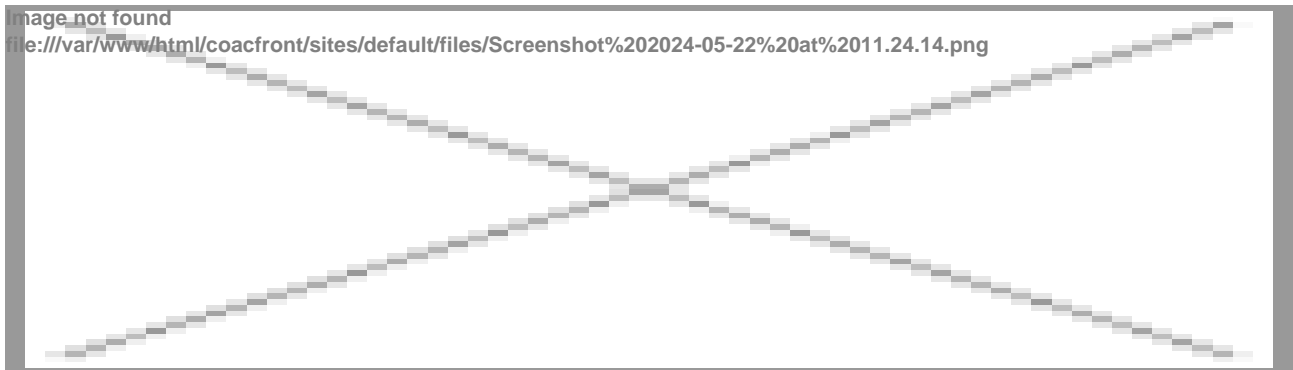 Image not found
file:///var/www/html/coacfront/sites/default/files/Screenshot%202024-05-22%20at%2011.24.14.png